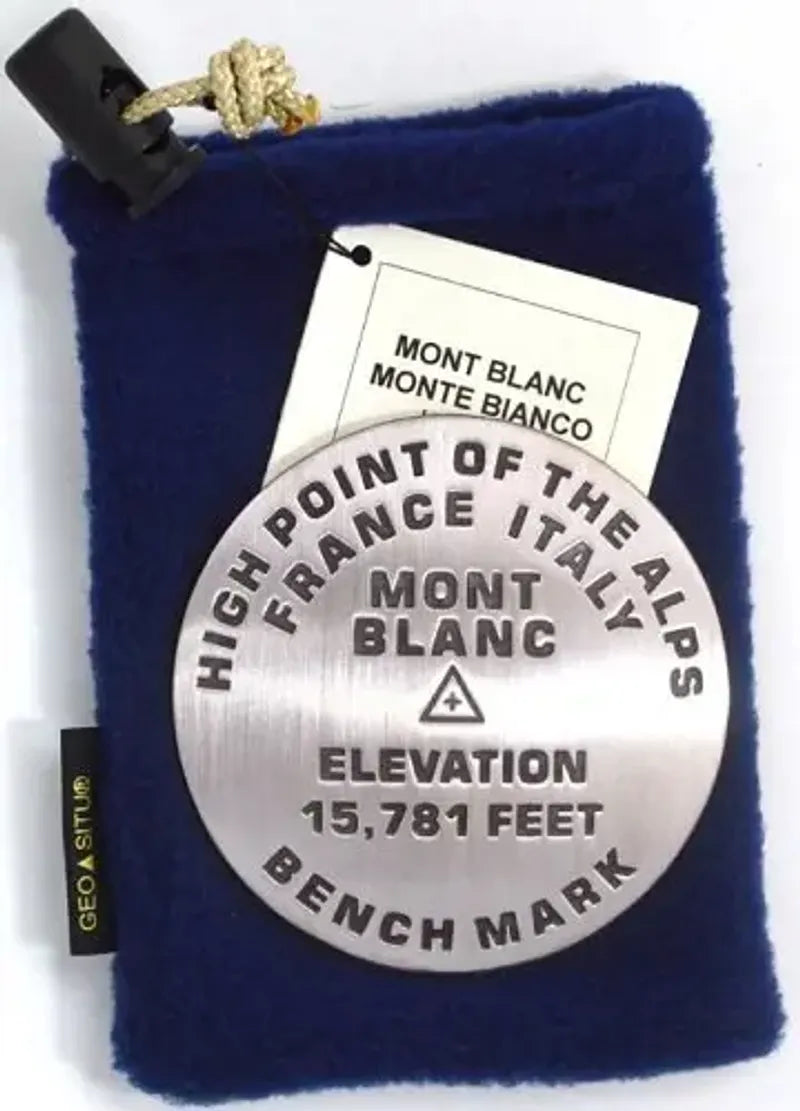 MONT BLANC
MONTE BIANCO
HIGH POINT OF THE ALPS
FRANCE ITALY
MONT
BLANC
ELEVATION
15,781 FEET
BENCH MARK
GEO▲SITU®